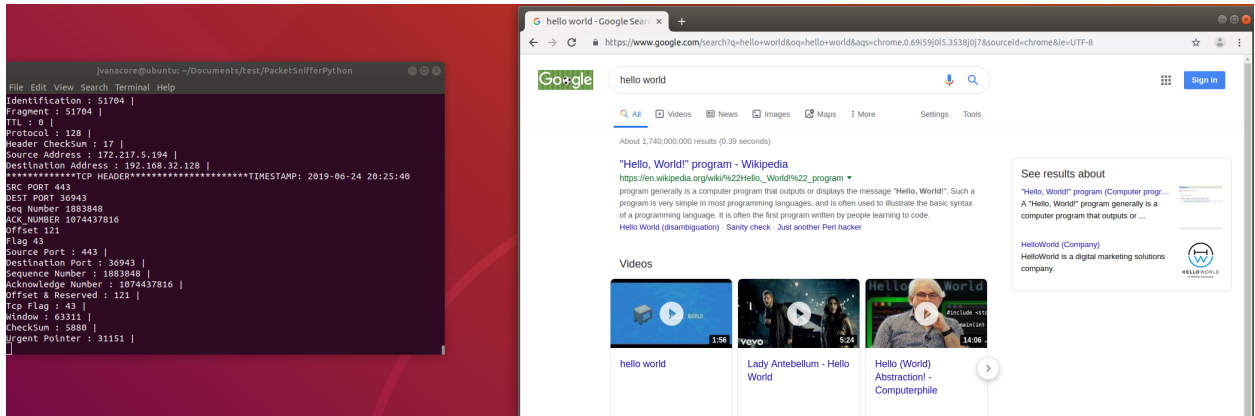 jvanacore@ubuntu: ~/Documents/test/PacketSnifferPython
File Edit View Search Terminal Help
Identification : 51704 |
Fragment : 51704 |
TTL : 0 |
Protocol : 128 |
Header CheckSum : 17 |
Source Address : 172.217.5.194 |
Destination Address : 192.168.32.128 |
*************TCP HEADER**********************TIMESTAMP: 2019-06-24 20:25:40
SRC PORT 443
DEST PORT 36943
Seq Number 1883848
ACK_NUMBER 1074437816
Offset 121
Flag 43
Source Port : 443 |
Destination Port : 36943 |
Sequence Number : 1883848 |
Acknowledge Number : 1074437816 |
Offset & Reserved : 121 |
Tcp Flag : 43 |
Window : 63311 |
CheckSum : 5880 |
Urgent Pointer : 31151 |
hello world - Google Sear
https://www.google.com/search?q=hello+world&oq=hello+world&aqs=chrome.0.69i59j0l5.3538j0j7&sourceid=chrome&ie=UTF-8
Google
hello world
Sign in
All Videos News Images Maps More Settings Tools
About 1,740,000,000 results (0.39 seconds)
"Hello, World!" program - Wikipedia
https://en.wikipedia.org/wiki/%22Hello,_World!%22_program
program generally is a computer program that outputs or displays the message "Hello, World!". Such a
program is very simple in most programming languages, and is often used to illustrate the basic syntax
of a programming language. It is often the first program written by people learning to code.
Hello World (disambiguation) · Sanity check · Just another Perl hacker
Videos
WORLD
1:56
hello world
vevo
5:24
Lady Antebellum - Hello
World
Hello World
#include <stdi
main(int
14:06
Hello (World)
Abstraction! -
Computerphile
See results about
"Hello, World!" program (Computer progr...
A "Hello, World!" program generally is a
computer program that outputs or ...
HelloWorld (Company)
HelloWorld is a digital marketing solutions
company.
HELLOWORLD